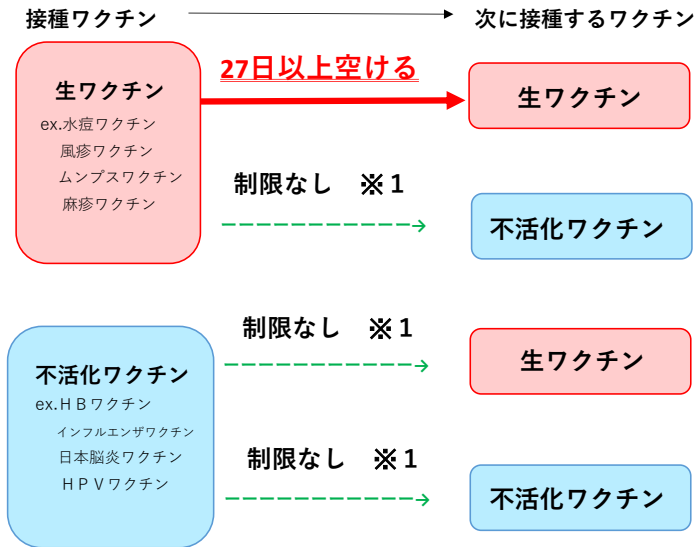 接種ワクチン
次に接種するワクチン
27日以上空ける
生ワクチン
ex.水痘ワクチン
風疹ワクチン
ムンプスワクチン
麻疹ワクチン
生ワクチン
制限なし　※１
不活化ワクチン
制限なし　※１
生ワクチン
不活化ワクチン
ex.ＨＢワクチン
インフルエンザワクチン
日本脳炎ワクチン
ＨＰＶワクチン
制限なし　※１
不活化ワクチン